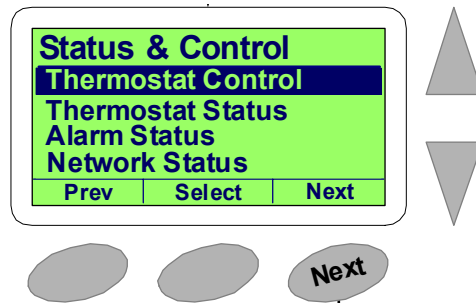 Status & Control
Thermostat Control
Thermostat Status
Alarm Status
Network Status
Prev Select Next
Next